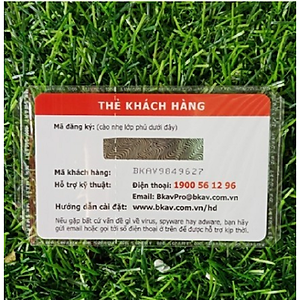 THẺ KHÁCH HÀNG
Mã đăng ký: (cào nhẹ lớp phủ dưới đây)
Mã khách hàng: BKAV9849627
Hỗ trợ kỹ thuật: Điện thoại: 1900 56 12 96
Email: BkavPro@bkav.com.vn
Hướng dẫn cài đặt: www.bkav.com.vn/hd
Nếu gặp bất cứ vấn đề gì về virus, spyware hay adware, bạn hãy
gửi email hoặc gọi tới số điện thoại ở trên để được hỗ trợ kịp thời.